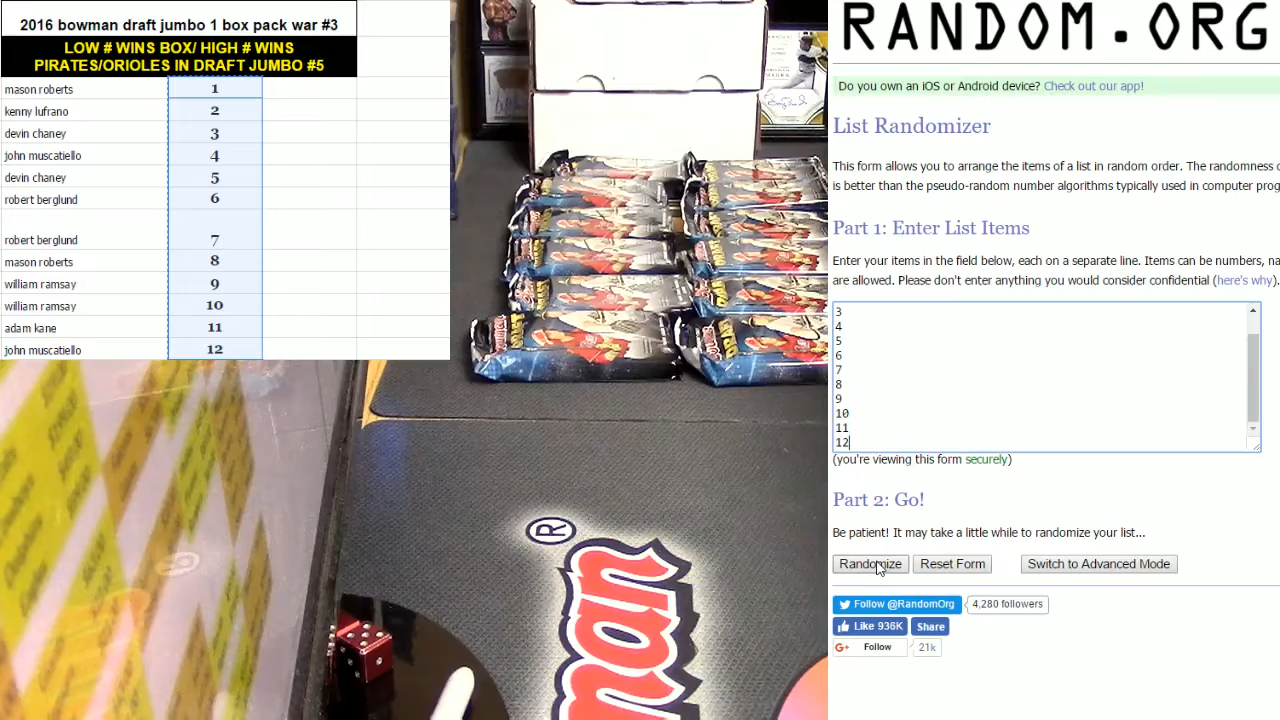 2016 bowman draft jumbo 1 box pack war #3
LOW # WINS BOX/ HIGH # WINS
PIRATES/ORIOLES IN DRAFT JUMBO #5
mason roberts 1
kenny lufrano 2
devin chaney 3
john muscatiello 4
devin chaney 5
robert berglund 6
robert berglund 7
mason roberts 8
william ramsay 9
william ramsay 10
adam kane 11
john muscatiello 12
®
RANDOM.ORG
Do you own an iOS or Android device? Check out our app!
List Randomizer
This form allows you to arrange the items of a list in random order. The randomness
is better than the pseudo-random number algorithms typically used in computer
Part 1: Enter List Items
Enter your items in the field below, each on a separate line. Items can be numbers,
are allowed. Please don't enter anything you would consider confidential (here's why).
3
4
5
6
7
8
9
10
11
12
(you're viewing this form securely)
Part 2: Go!
Be patient! It may take a little while to randomize your list...
Randomize Reset Form Switch to Advanced Mode
Follow @RandomOrg 4,280 followers
Like 936K Share
G+ Follow 21k